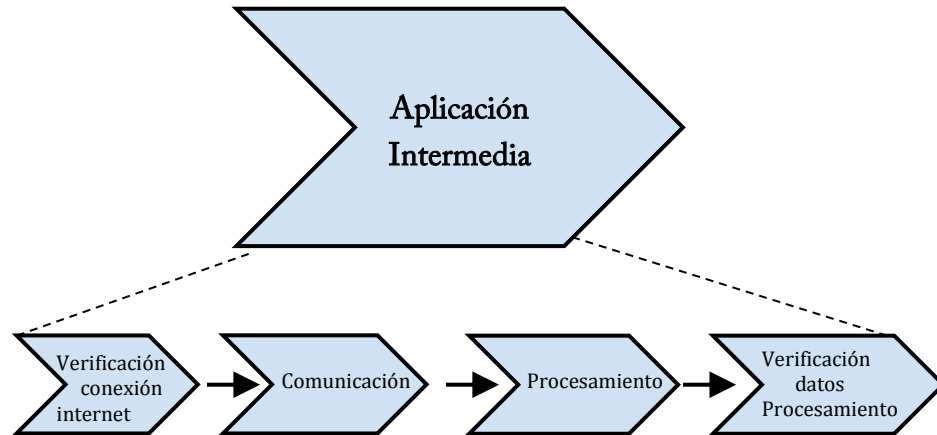 Aplicación
Intermedia
Verificación
conexión
internet
Comunicación
Procesamiento
Verificación
datos
Procesamiento